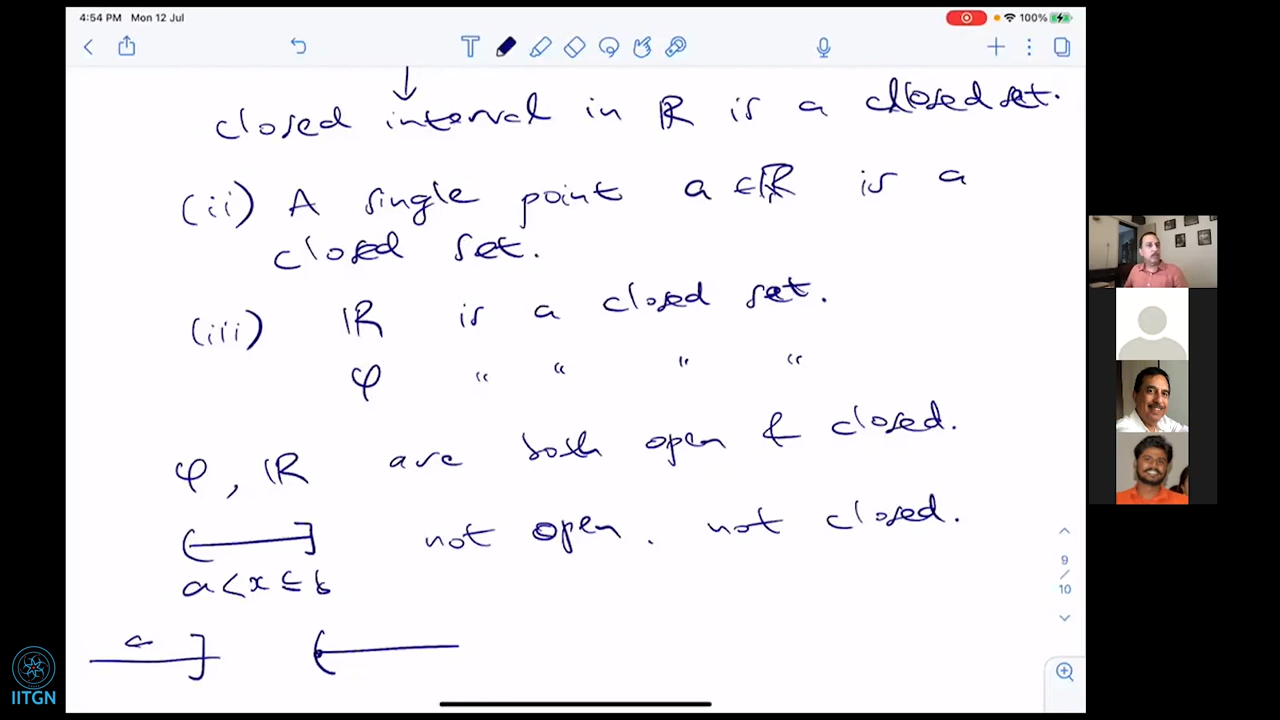 4:54 PM Mon 12 Jul
100%
closed interval in ℝ is a closed set.
(ii) A single point a ∈ ℝ is a
closed set.
(iii) ℝ is a closed set.
φ " " " "
φ, ℝ are both open & closed.
not open. not closed.
a < x ≤ b
9
/
10
IITGN